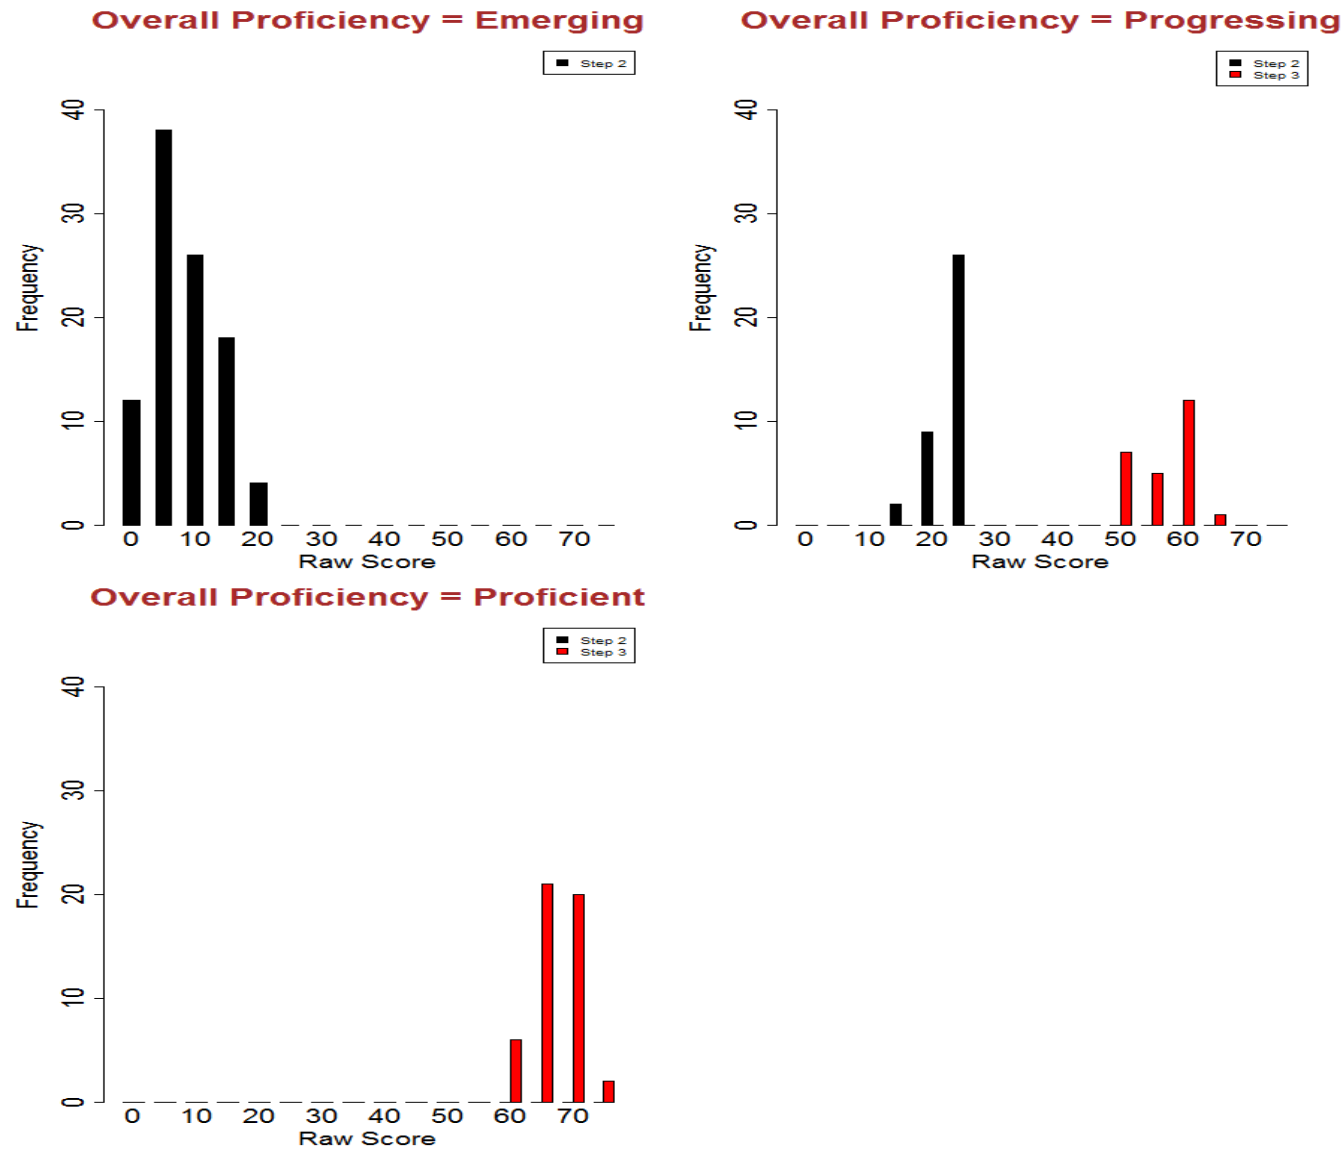 Overall Proficiency = Emerging
Step 2
40
30
20
10
0
Frequency
0 10 20 30 40 50 60 70
Raw Score
Overall Proficiency = Progressing
Step 2
Step 3
40
30
20
10
0
Frequency
0 10 20 30 40 50 60 70
Raw Score
Overall Proficiency = Proficient
Step 2
Step 3
40
30
20
10
0
Frequency
0 10 20 30 40 50 60 70
Raw Score